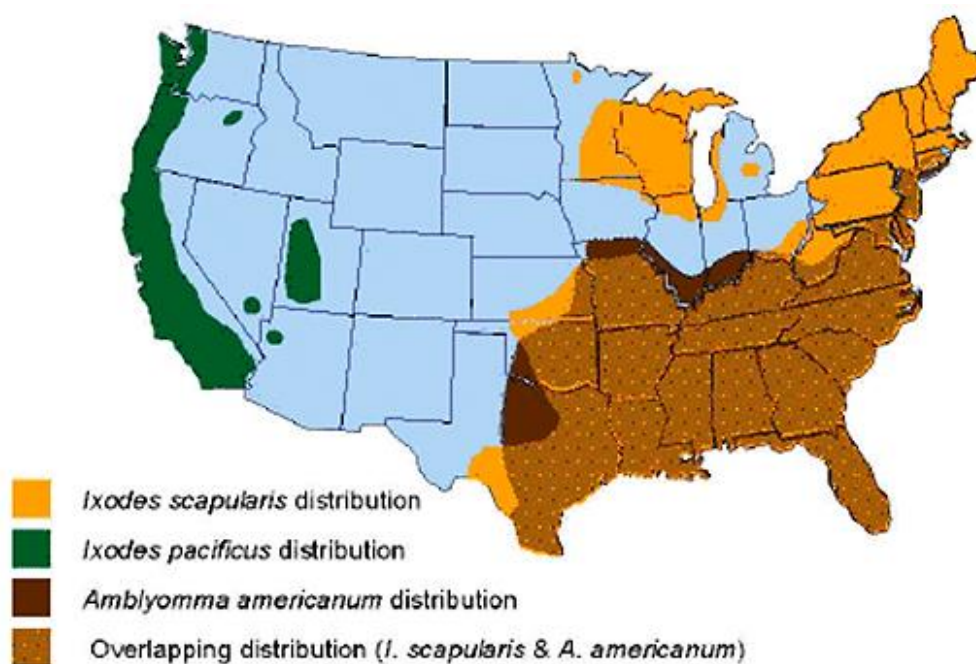 Ixodes scapularis distribution
Ixodes pacificus distribution
Amblyomma americanum distribution
Overlapping distribution (I. scapularis & A. americanum)